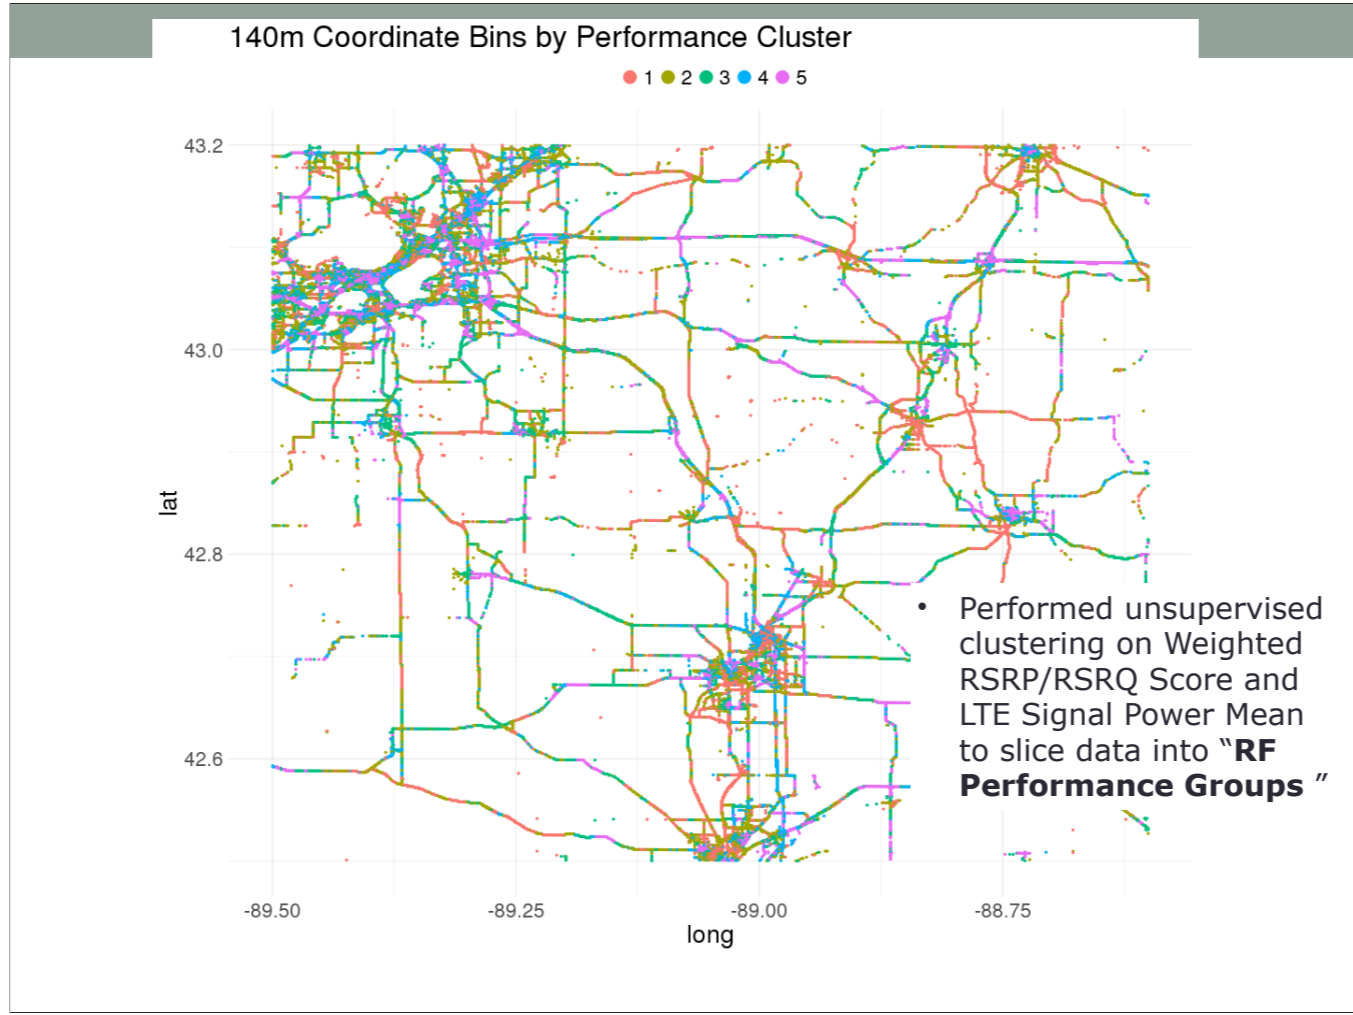 140m Coordinate Bins by Performance Cluster
1 2 3 4 5
43.2
43.0
42.8
42.6
lat
-89.50 -89.25 -89.00 -88.75
long
• Performed unsupervised
clustering on Weighted
RSRP/RSRQ Score and
LTE Signal Power Mean
to slice data into “RF
Performance Groups ”